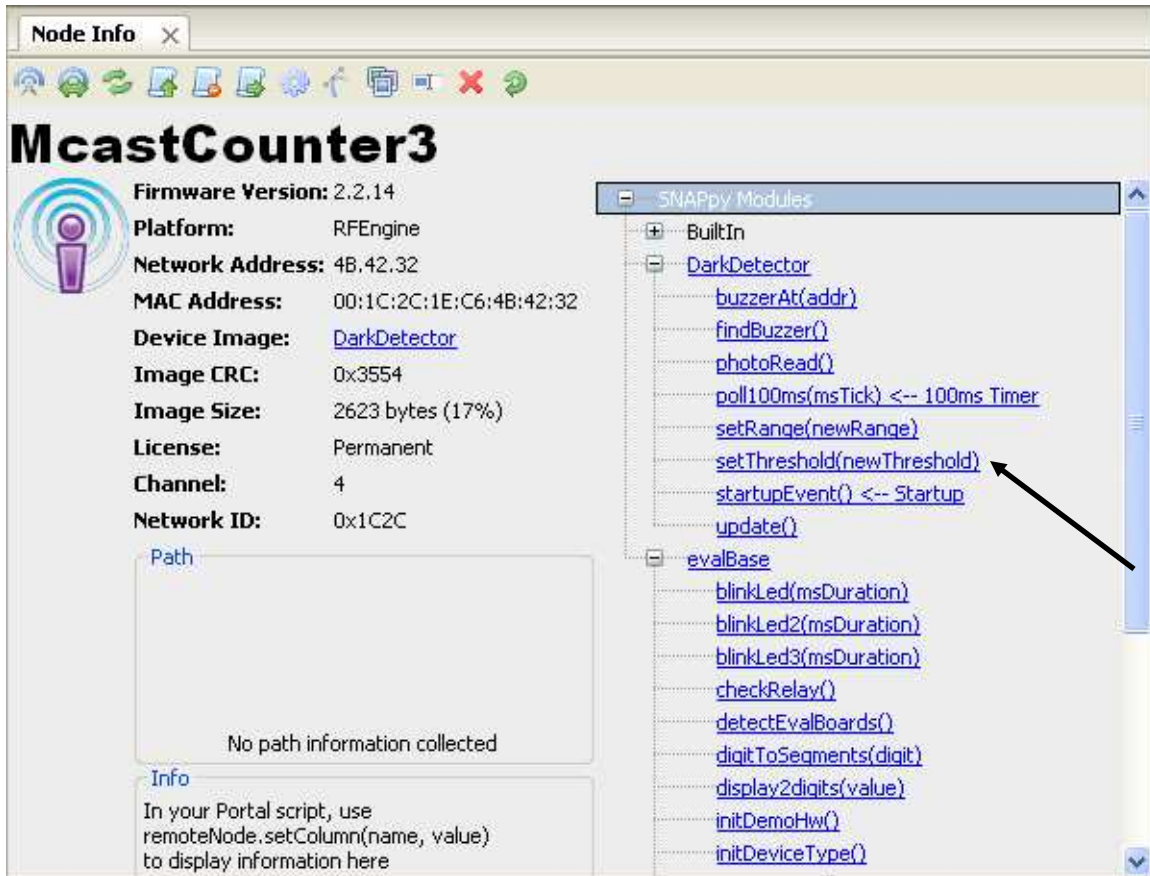 Node Info
McastCounter3
Firmware Version: 2.2.14
Platform: RFEngine
Network Address: 4B.42.32
MAC Address: 00:1C:2C:1E:C6:4B:42:32
Device Image: DarkDetector
Image CRC: 0x3554
Image Size: 2623 bytes (17%)
License: Permanent
Channel: 4
Network ID: 0x1C2C
Path
No path information collected
Info
In your Portal script, use
remoteNode.setColumn(name, value)
to display information here
SNAPpy Modules
BuiltIn
DarkDetector
buzzerAt(addr)
findBuzzer()
photoRead()
poll100ms(msTick) <-- 100ms Timer
setRange(newRange)
setThreshold(newThreshold)
startupEvent() <-- Startup
update()
evalBase
blinkLed(msDuration)
blinkLed2(msDuration)
blinkLed3(msDuration)
checkRelay()
detectEvalBoards()
digitToSegments(digit)
display2digits(value)
initDemoHw()
initDeviceType()